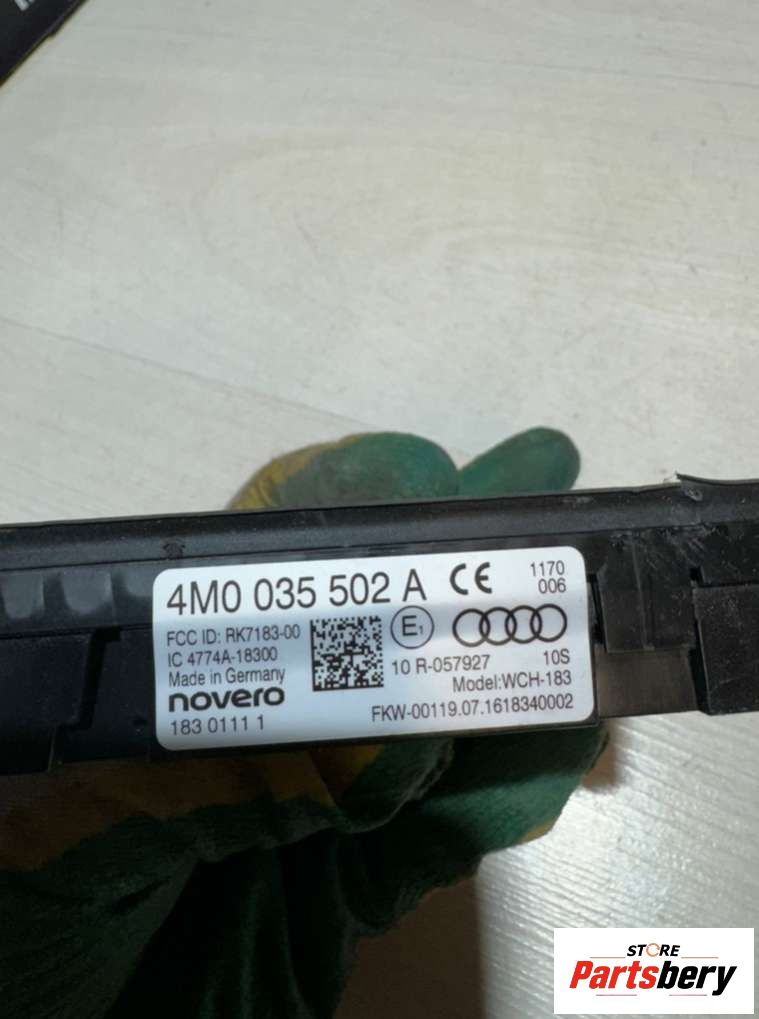 4M0 035 502 A CE 1170
006
FCC ID: RK7183-00
IC 4774A-18300
Made in Germany
novero
183 0111 1
E1
10 R-057927 10S
Model:WCH-183
FKW-00119.07.1618340002
STORE
Partsbery